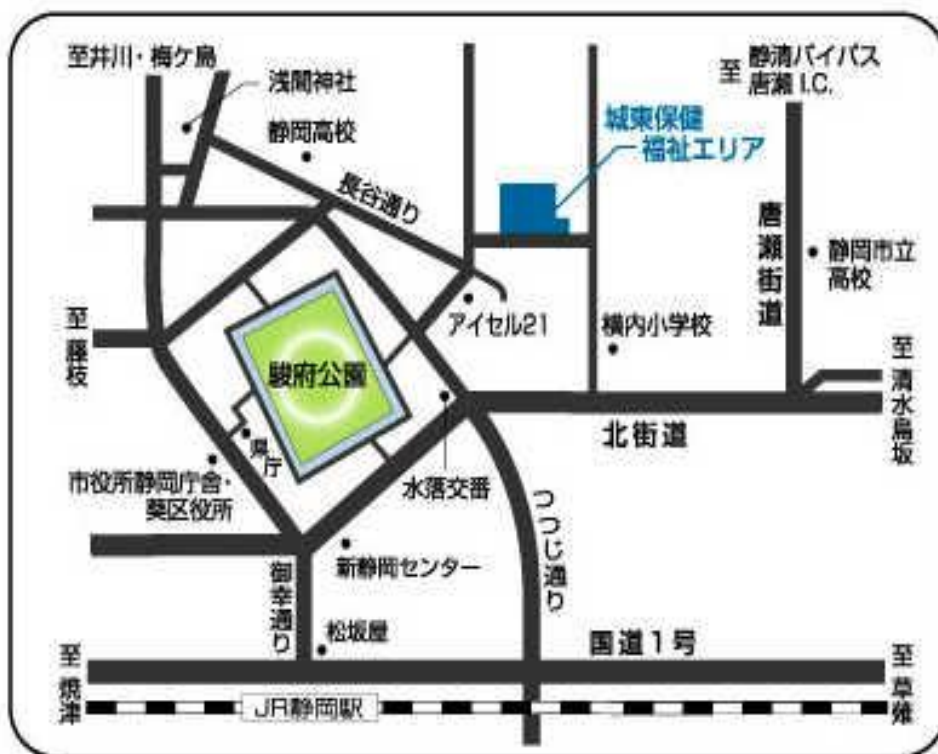 至井川・梅ケ島
浅間神社
静岡高校
長谷通り
至
静清バイパス
唐瀬 I.C.
城東保健
福祉エリア
唐瀬街道
静岡市立
高校
アイセル21
横内小学校
至藤枝
駿府公園
至清水鳥坂
北街道
県庁
市役所静岡庁舎・
葵区役所
水落交番
つつじ通り
新静岡センター
御幸通り
松坂屋
国道1号
至焼津
JR静岡駅
至草薙